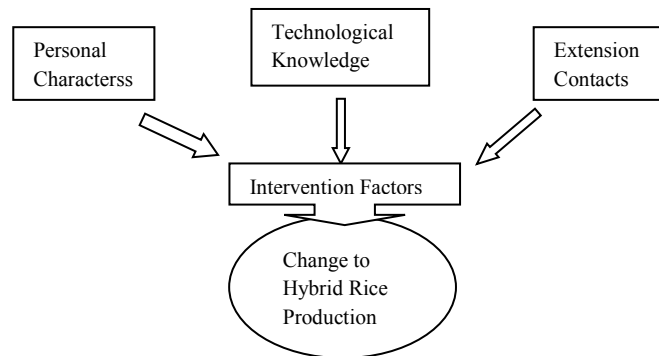 Personal
Characterss
Technological
Knowledge
Extension
Contacts
Intervention Factors
Change to
Hybrid Rice
Production